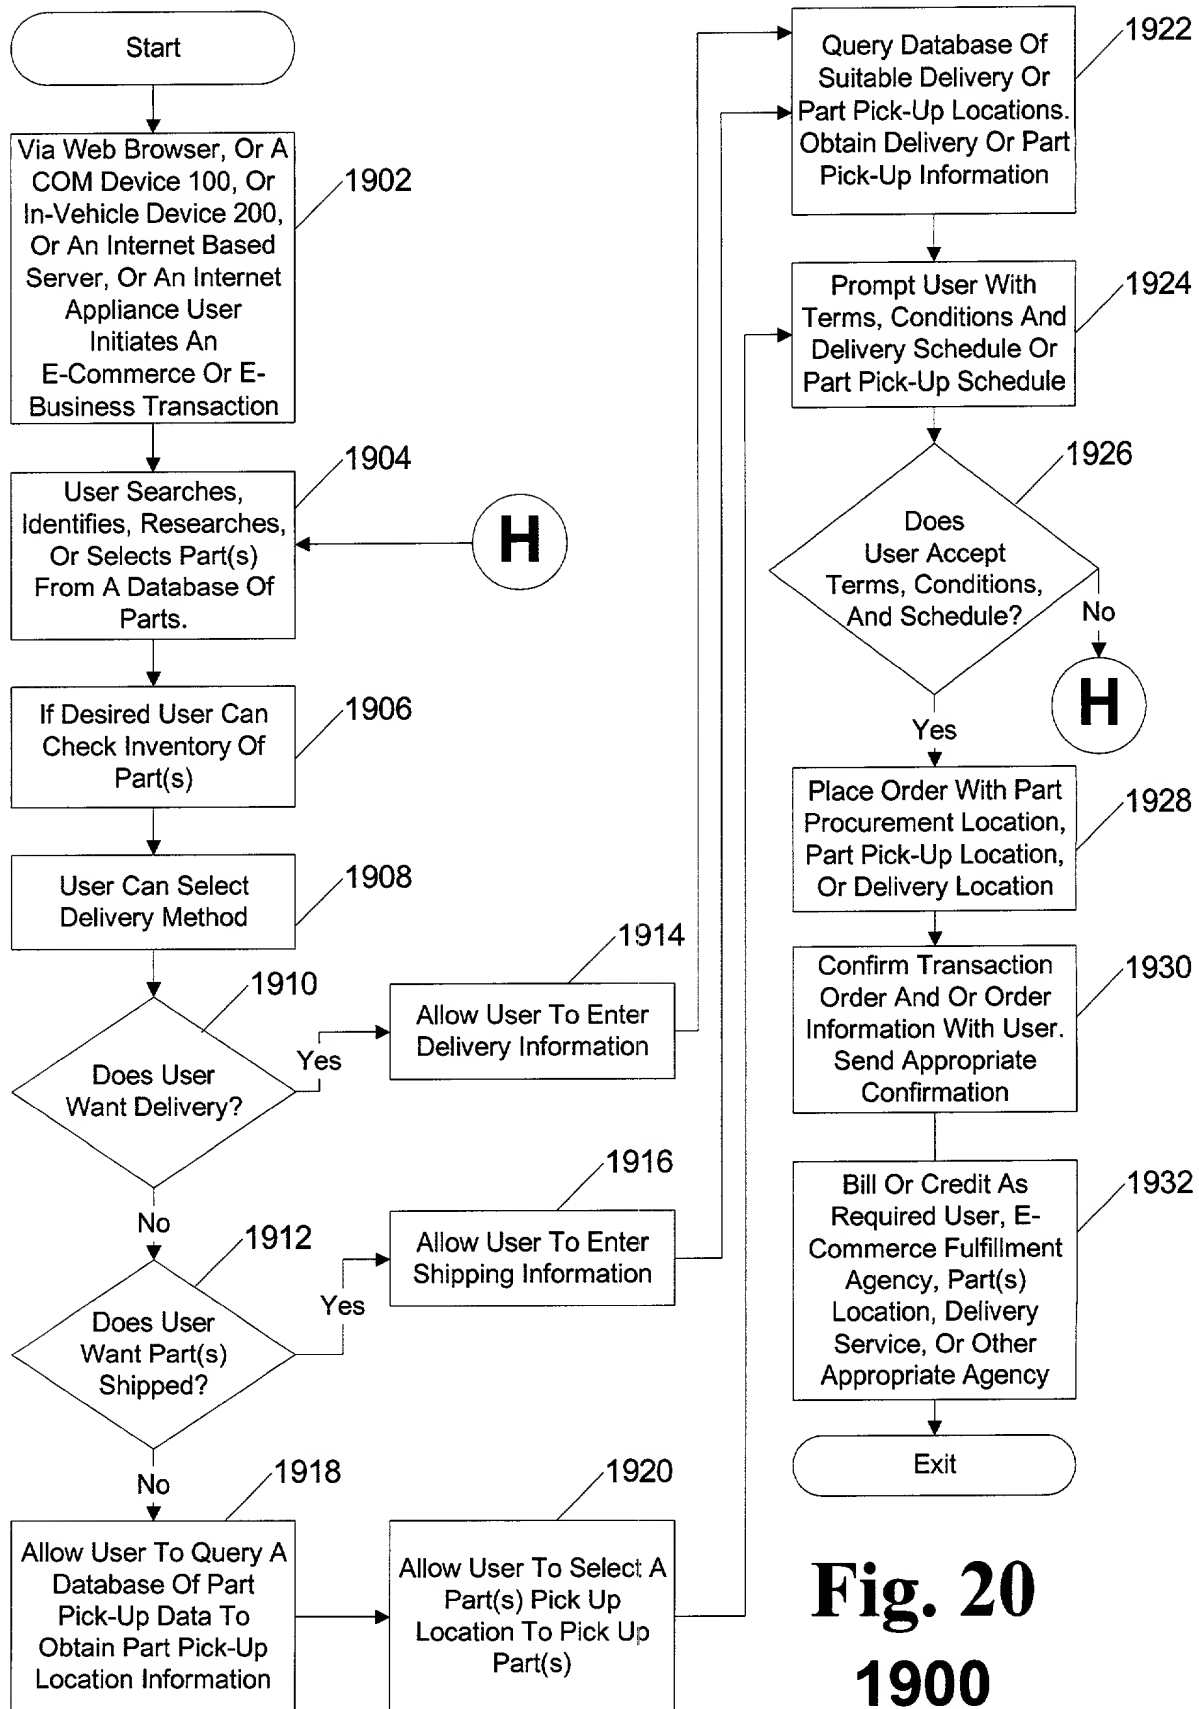 Start
Via Web Browser, Or A
COM Device 100, Or
In-Vehicle Device 200,
Or An Internet Based
Server, Or An Internet
Appliance User
Initiates An
E-Commerce Or E-
Business Transaction
1902
User Searches,
Identifies, Researches,
Or Selects Part(s)
From A Database Of
Parts.
1904
H
If Desired User Can
Check Inventory Of
Part(s)
1906
User Can Select
Delivery Method
1908
Does User
Want Delivery?
1910
Yes
No
Allow User To Enter
Delivery Information
1914
Does User
Want Part(s)
Shipped?
1912
Yes
No
Allow User To Enter
Shipping Information
1916
Allow User To Query A
Database Of Part
Pick-Up Data To
Obtain Part Pick-Up
Location Information
1918
Allow User To Select A
Part(s) Pick Up
Location To Pick Up
Part(s)
1920
Query Database Of
Suitable Delivery Or
Part Pick-Up Locations.
Obtain Delivery Or Part
Pick-Up Information
1922
Prompt User With
Terms, Conditions And
Delivery Schedule Or
Part Pick-Up Schedule
1924
Does
User Accept
Terms, Conditions,
And Schedule?
1926
No
H
Yes
Place Order With Part
Procurement Location,
Part Pick-Up Location,
Or Delivery Location
1928
Confirm Transaction
Order And Or Order
Information With User.
Send Appropriate
Confirmation
1930
Bill Or Credit As
Required User, E-
Commerce Fulfillment
Agency, Part(s)
Location, Delivery
Service, Or Other
Appropriate Agency
1932
Exit
Fig. 20
1900